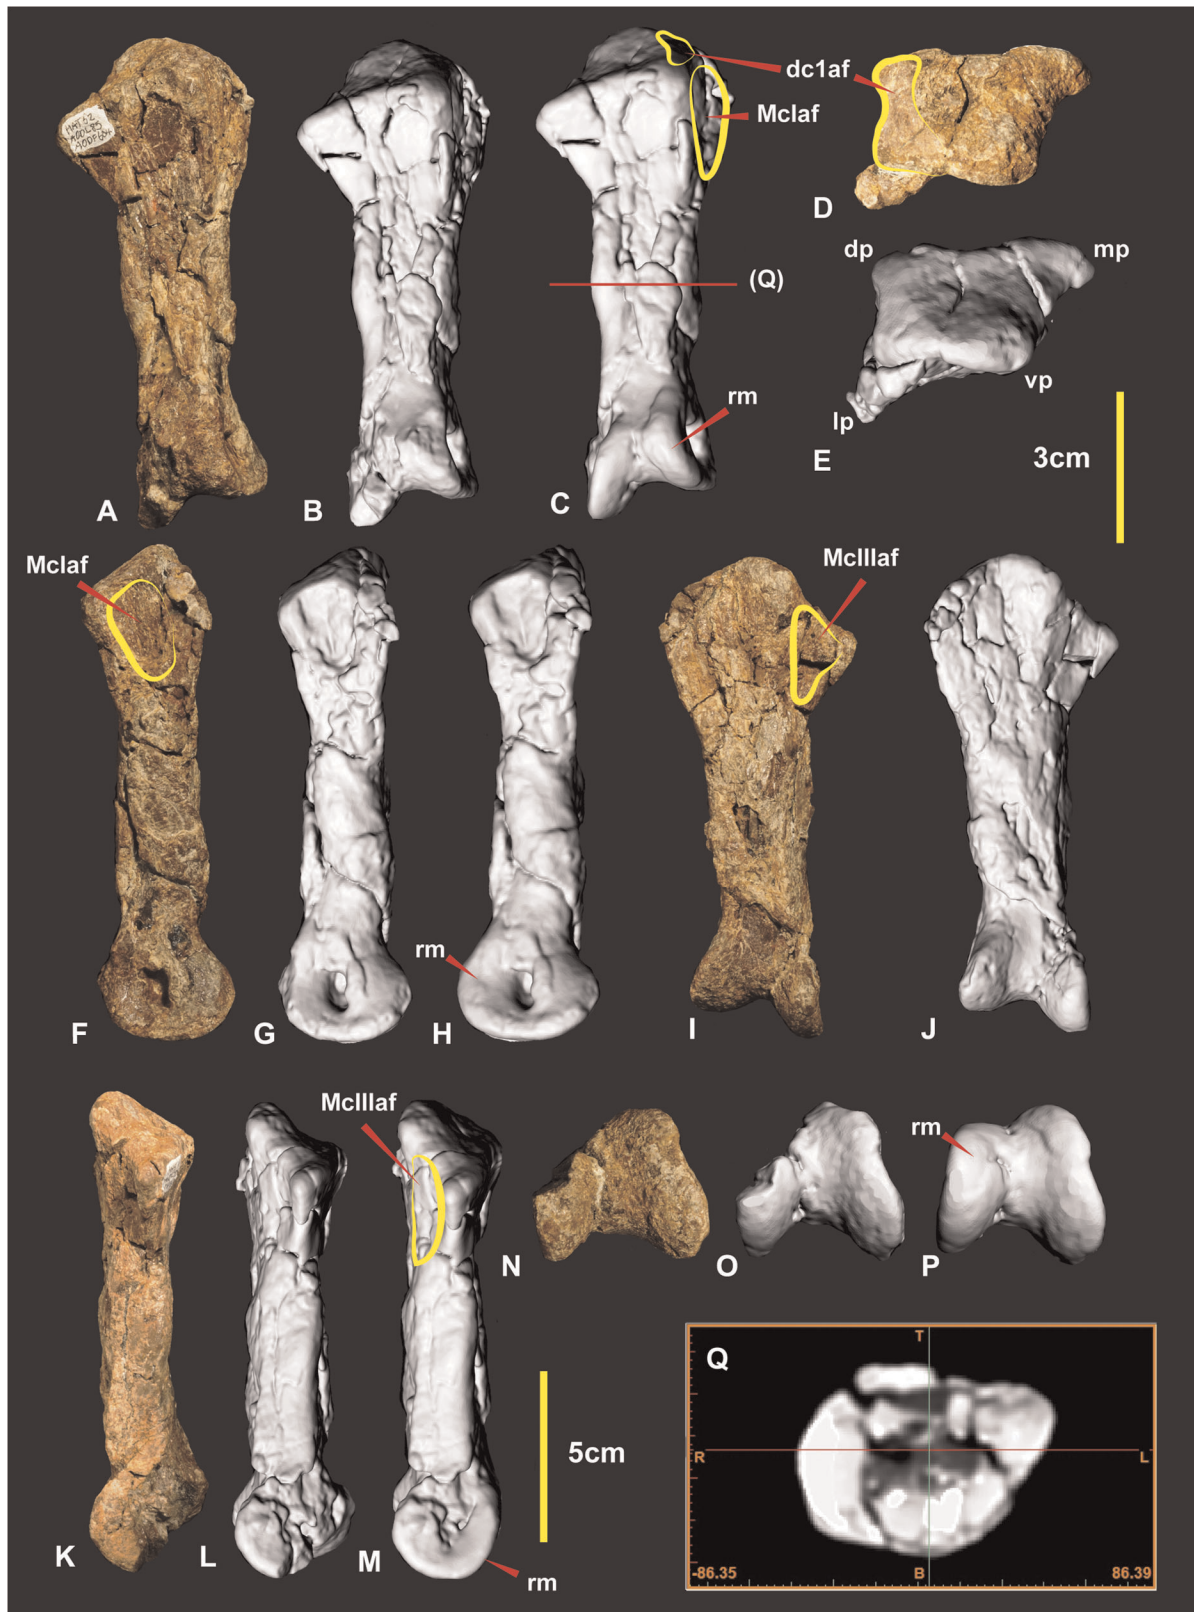 dc1af
McIaf
D
(Q)
dp
mp
rm
vp
lp
E
3cm
A
B
C
McIaf
McIIIaf
rm
F
G
H
I
J
McIIIaf
rm
N
O
P
Q
T
R
L
-86.35
B
86.39
5cm
K
L
M
rm